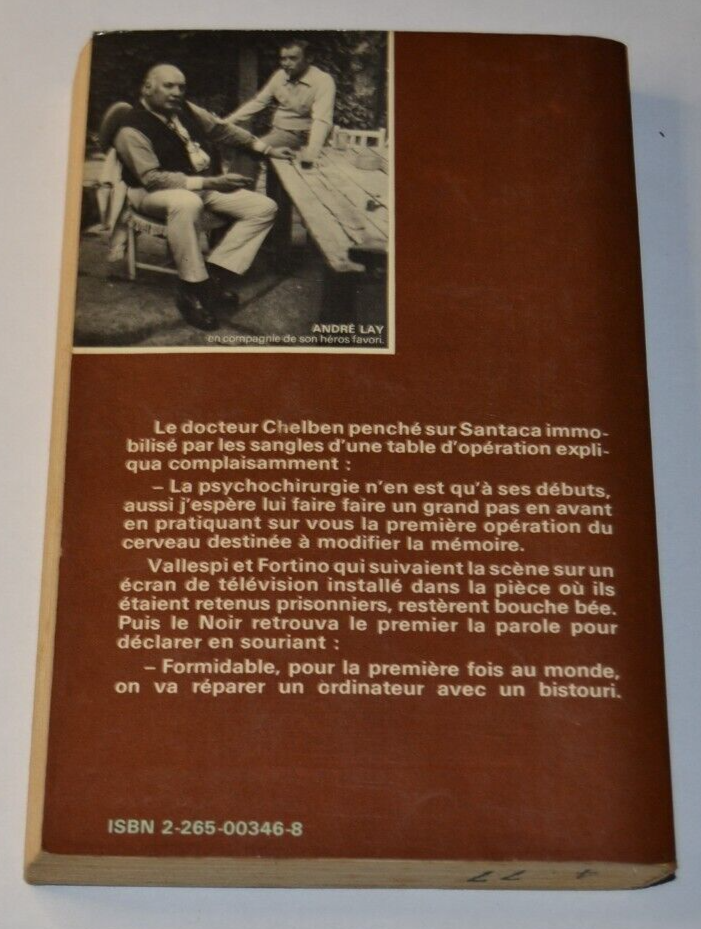 ANDRÉ LAY
en compagnie de son héros favori.
Le docteur Chelben penché sur Santaca immo-
bilisé par les sangles d'une table d'opération expli-
qua complaisamment :
– La psychochirurgie n'en est qu'à ses débuts,
aussi j'espère lui faire faire un grand pas en avant
en pratiquant sur vous la première opération du
cerveau destinée à modifier la mémoire.
Vallespi et Fortino qui suivaient la scène sur un
écran de télévision installé dans la pièce où ils
étaient retenus prisonniers, restèrent bouche bée.
Puis le Noir retrouva le premier la parole pour
déclarer en souriant :
– Formidable, pour la première fois au monde,
on va réparer un ordinateur avec un bistouri.
ISBN 2-265-00346-8